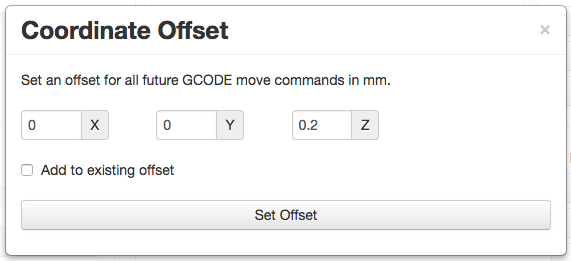 Coordinate Offset ×
Set an offset for all future GCODE move commands in mm.
0 X 0 Y 0.2 Z
Add to existing offset
Set Offset